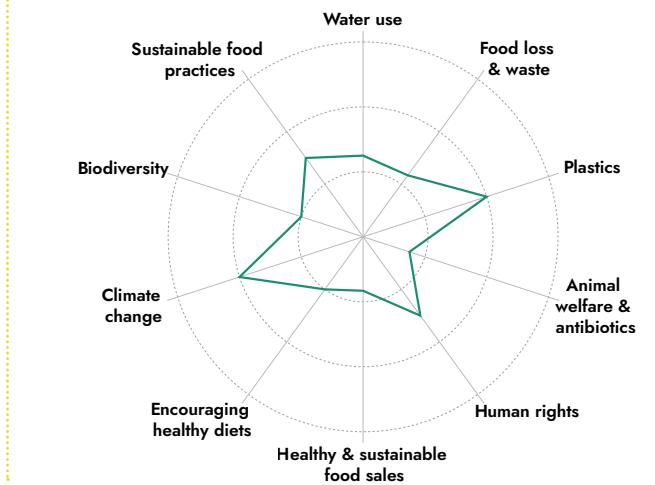 Water use
Food loss
& waste
Plastics
Animal
welfare &
antibiotics
Human rights
Healthy & sustainable
food sales
Encouraging
healthy diets
Climate
change
Biodiversity
Sustainable food
practices